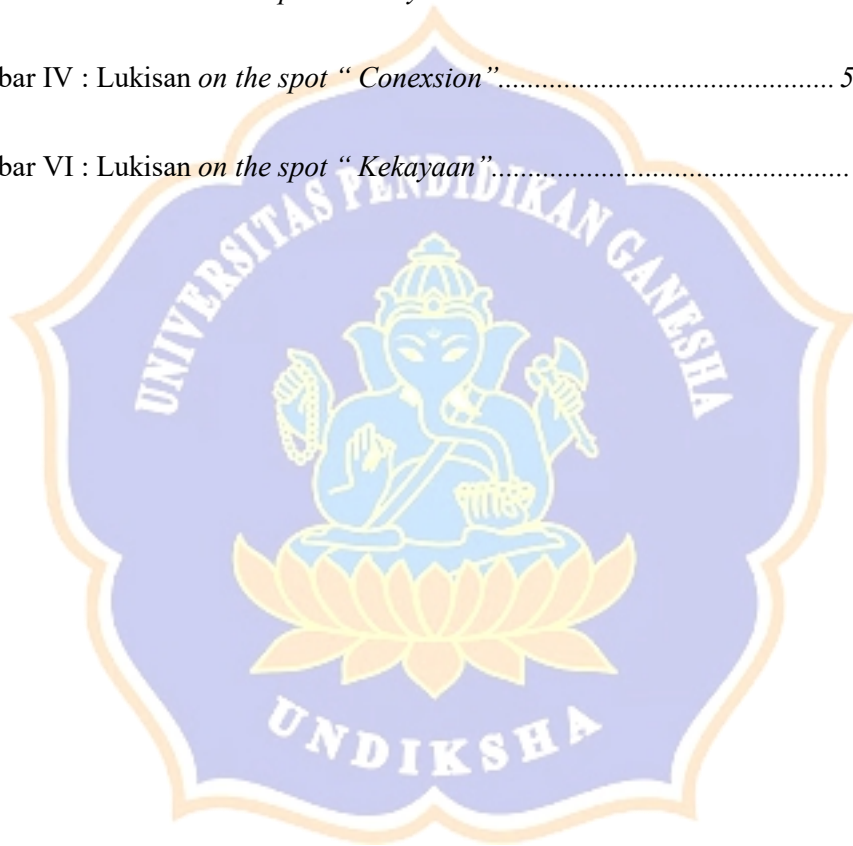 bar IV : Lukisan on the spot “ Conexsion”.......................................... 5
bar VI : Lukisan on the spot “ Kekayaan”.............................................
UNIVERSITAS PENDIDIKAN GANESHA
UNDIKSHA